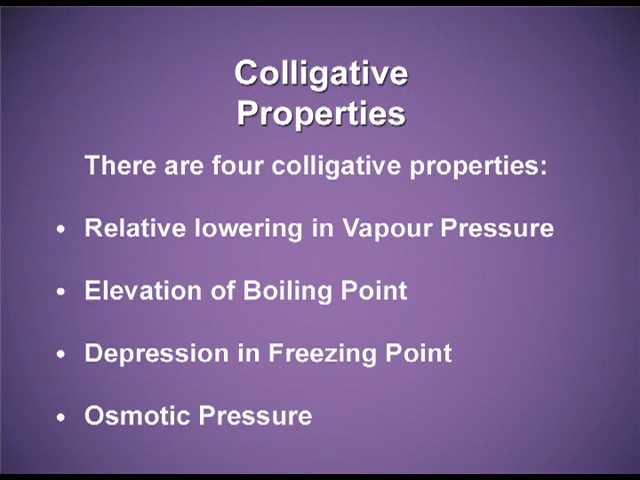 Colligative
Properties
There are four colligative properties:
• Relative lowering in Vapour Pressure
• Elevation of Boiling Point
• Depression in Freezing Point
• Osmotic Pressure